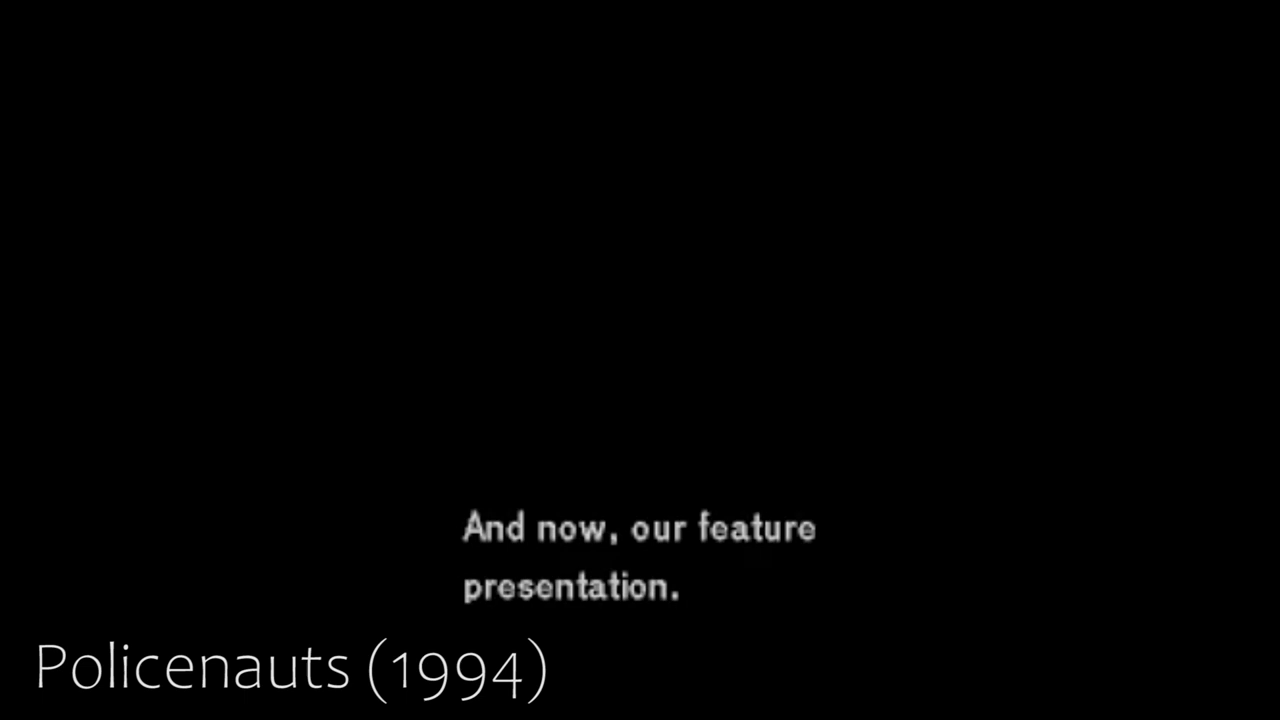 And now, our feature
presentation.
Policenauts (1994)